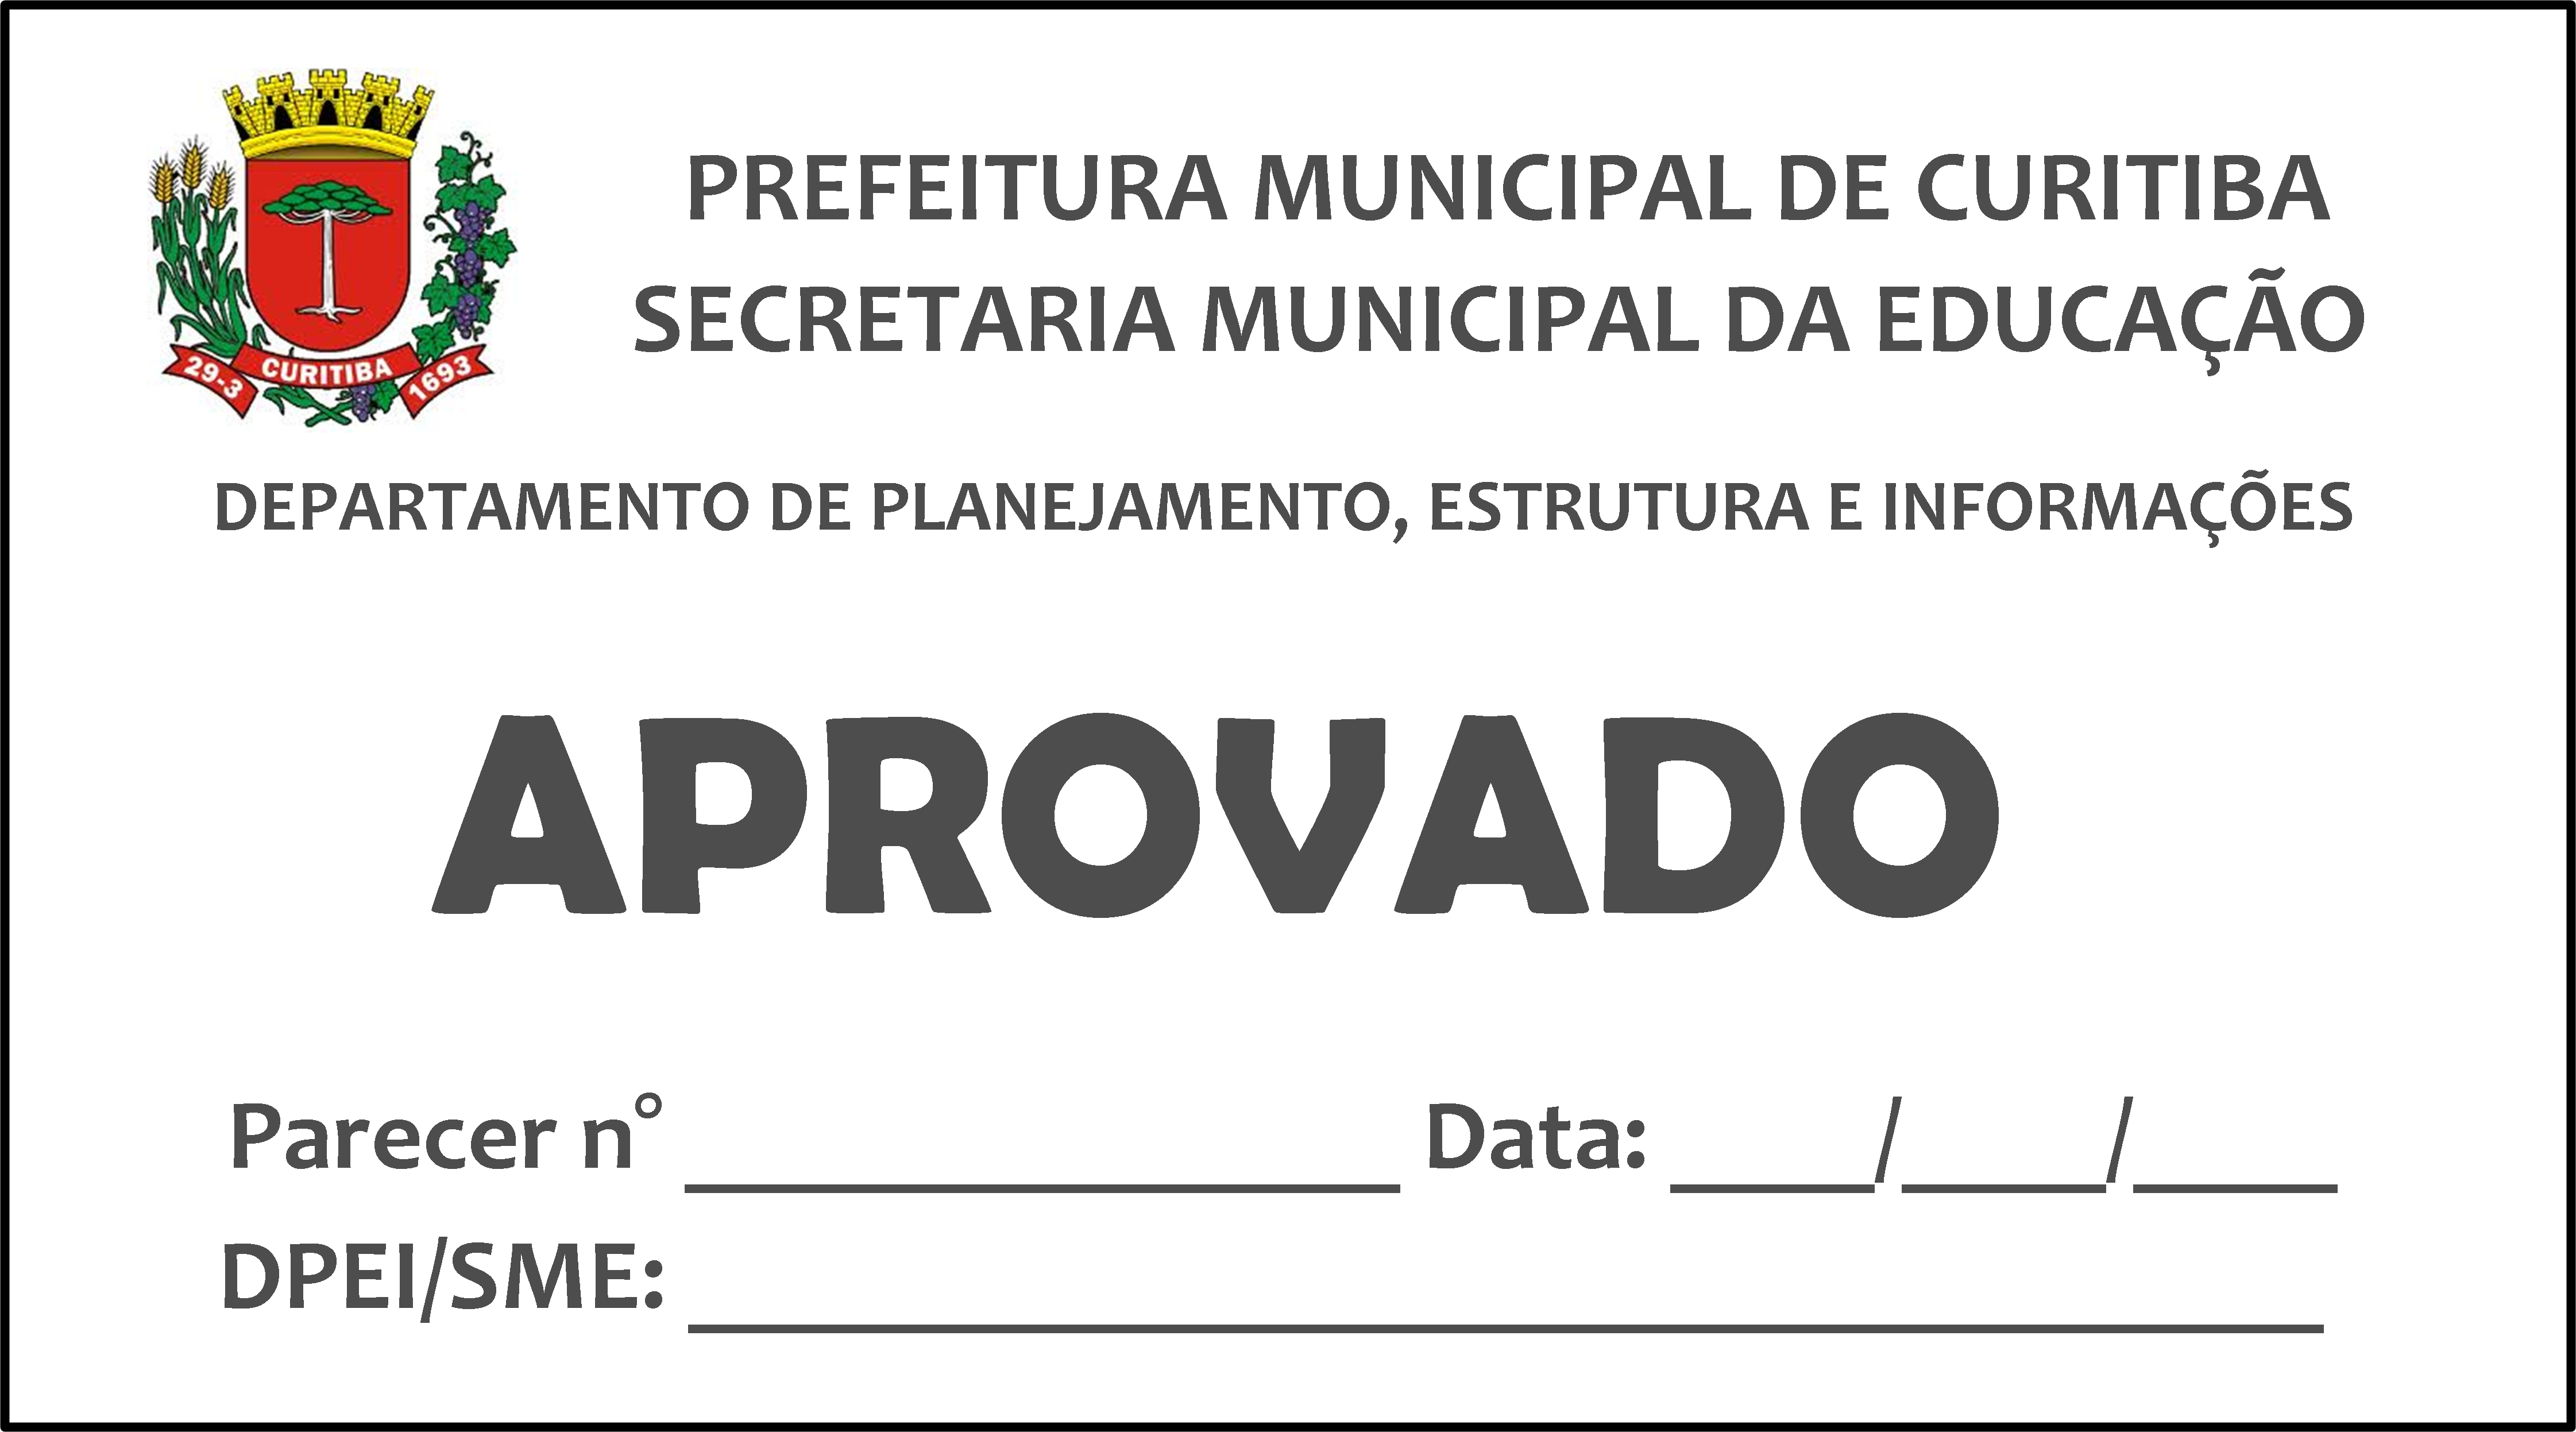 PREFEITURA MUNICIPAL DE CURITIBA
SECRETARIA MUNICIPAL DA EDUCAÇÃO
29-3 CURITIBA 1693
DEPARTAMENTO DE PLANEJAMENTO, ESTRUTURA E INFORMAÇÕES
APROVADO
Parecer n° ________________ Data: ____/____/____
DPEI/SME: ________________________________